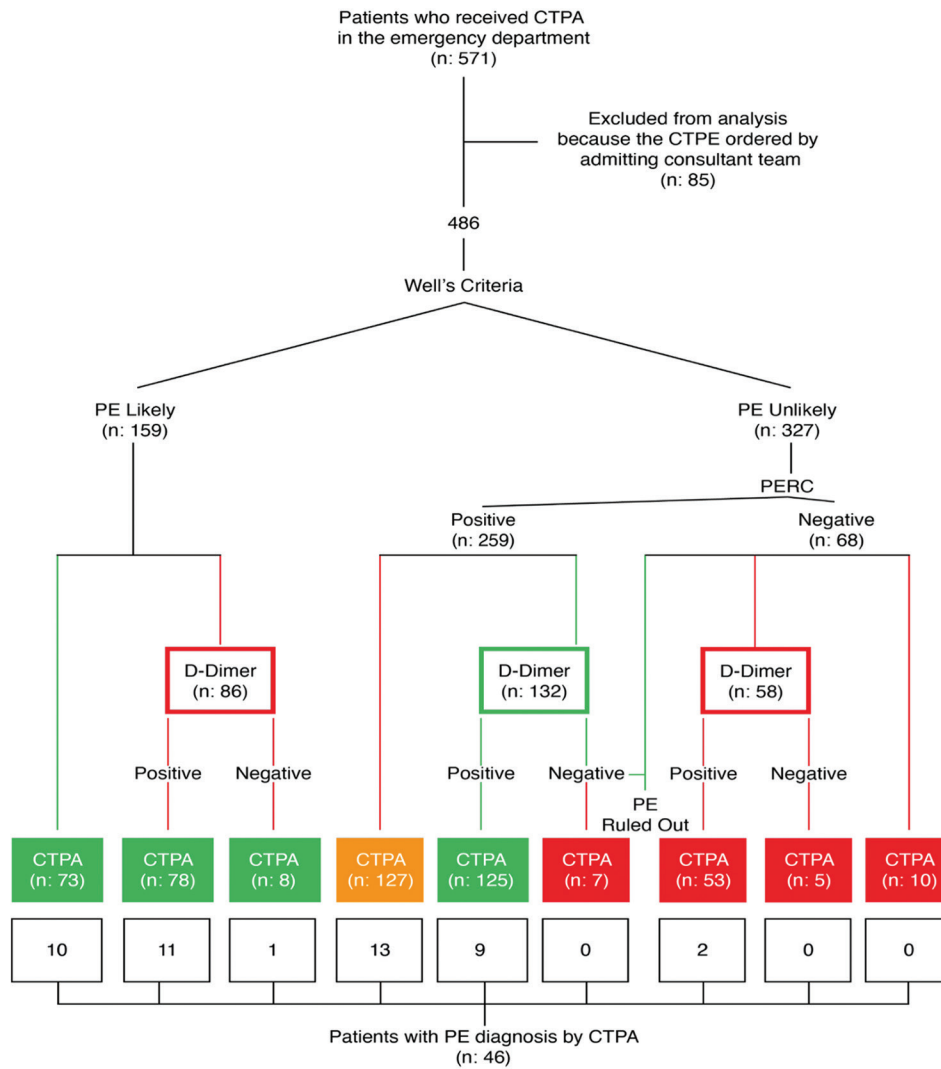 Patients who received CTPA
in the emergency department
(n: 571)
Excluded from analysis
because the CTPE ordered by
admitting consultant team
(n: 85)
486
Well's Criteria
PE Likely
(n: 159)
PE Unlikely
(n: 327)
PERC
Positive
(n: 259)
Negative
(n: 68)
D-Dimer
(n: 86)
D-Dimer
(n: 132)
D-Dimer
(n: 58)
Positive
Negative
Positive
Negative
Positive
Negative
PE
Ruled Out
CTPA
(n: 73)
CTPA
(n: 78)
CTPA
(n: 8)
CTPA
(n: 127)
CTPA
(n: 125)
CTPA
(n: 7)
CTPA
(n: 53)
CTPA
(n: 5)
CTPA
(n: 10)
10
11
1
13
9
0
2
0
0
Patients with PE diagnosis by CTPA
(n: 46)